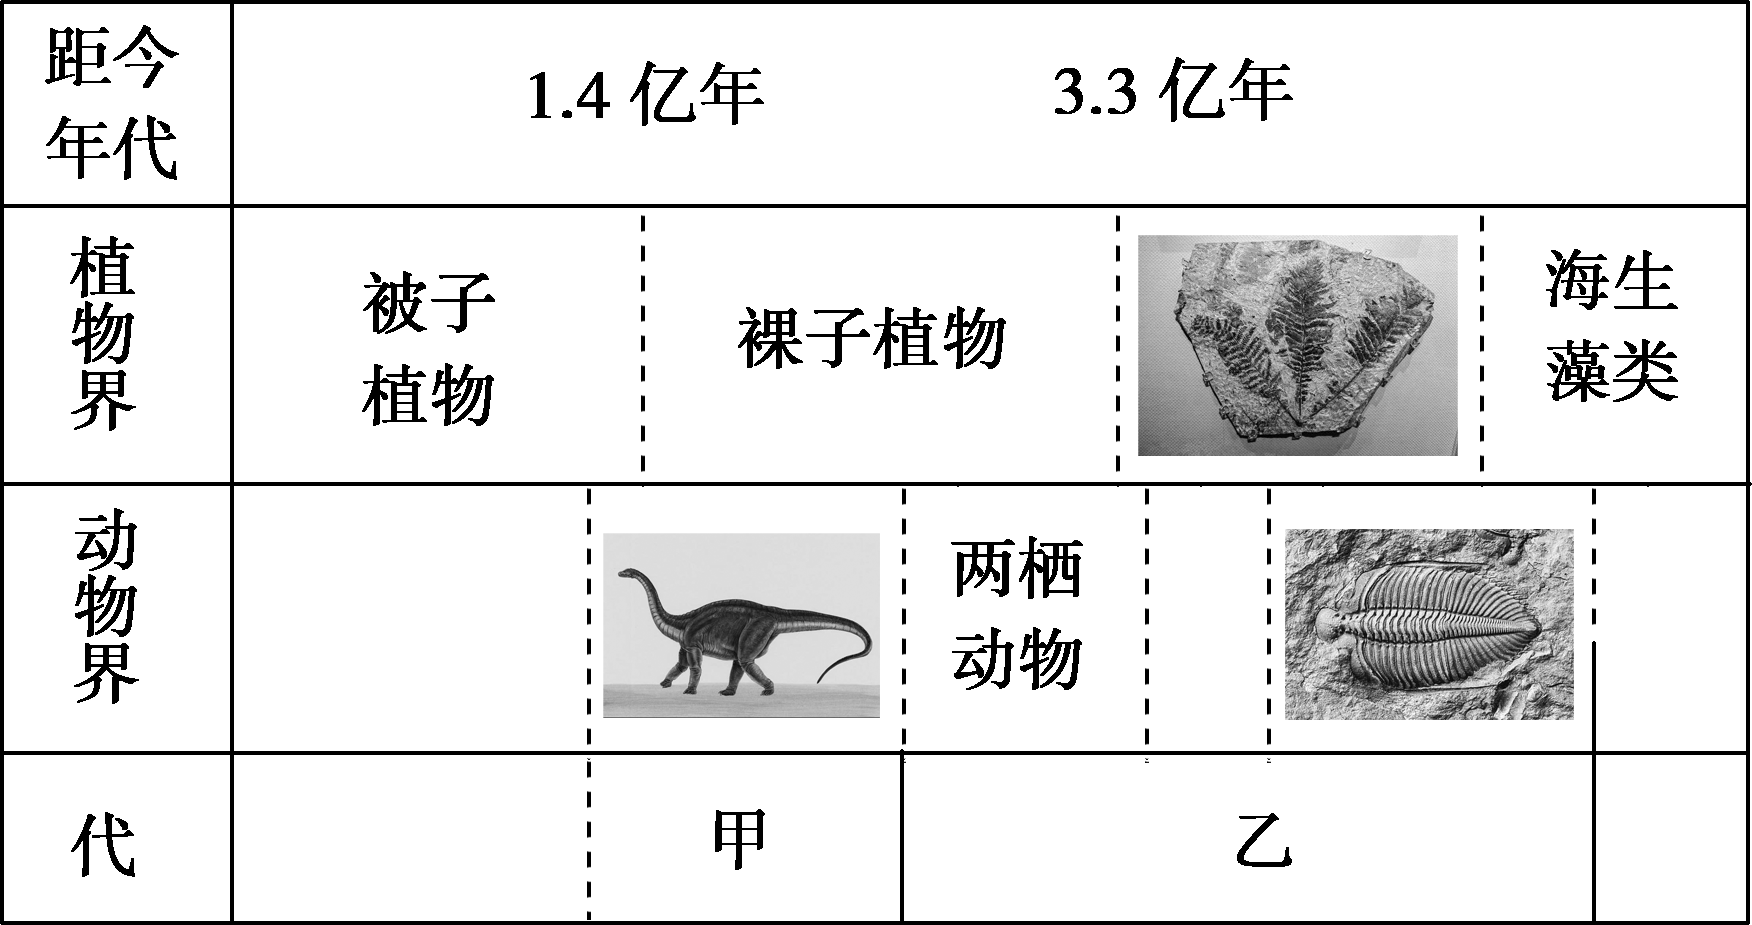 距今
年代
1.4 亿年
3.3 亿年
植物界
被子
植物
裸子植物
海生
藻类
动物界
两栖
动物
代
甲
乙